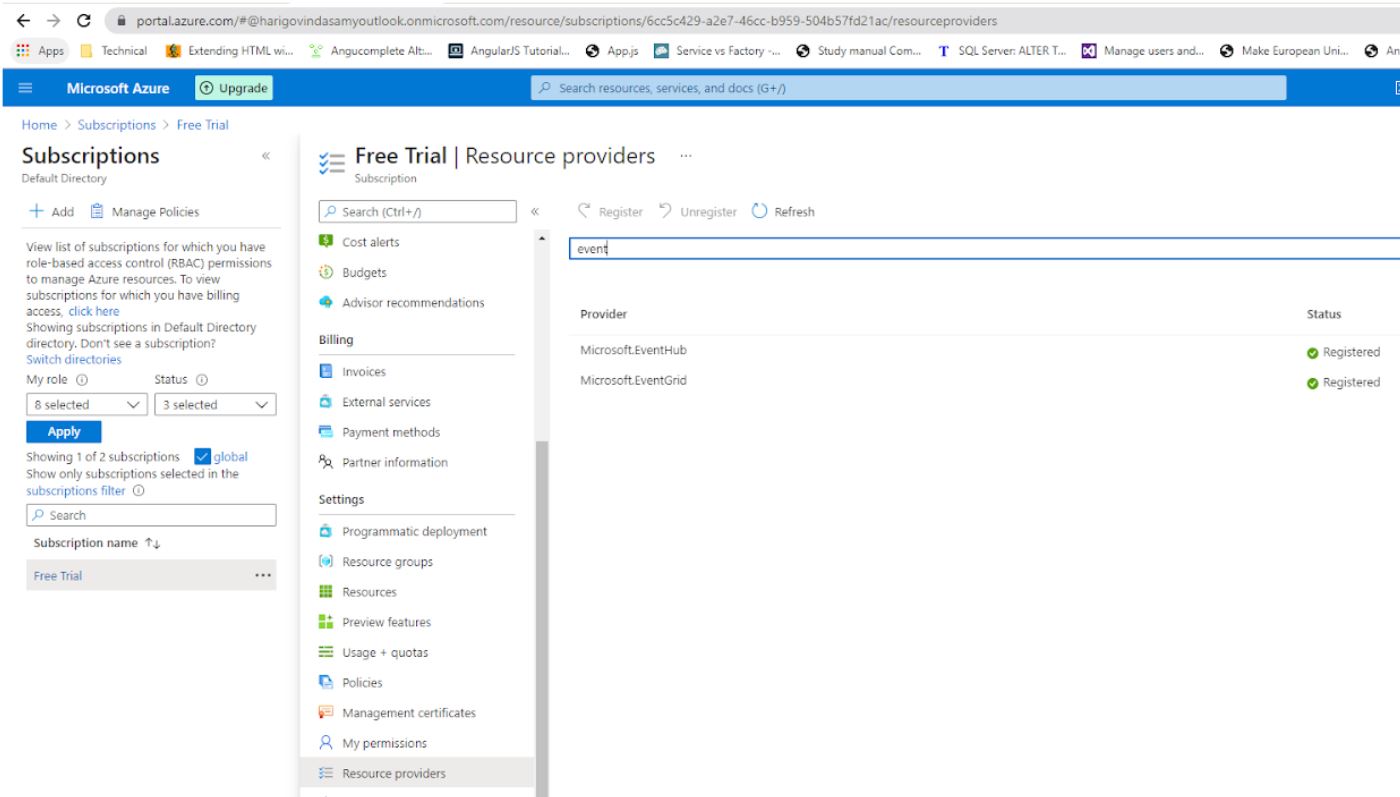 portal.azure.com/#@harigovindasamyoutlook.onmicrosoft.com/resource/subscriptions/6cc5c429-a2e7-46cc-b959-504b57fd21ac/resourceproviders
Apps Technical Extending HTML wi... Angucomplete Alt:... AngularJS Tutorial... App.js Service vs Factory -... Study manual Com... SQL Server: ALTER T... Manage users and... Make European Uni... An
Microsoft Azure Upgrade Search resources, services, and docs (G+/)
Home > Subscriptions > Free Trial
Subscriptions «
Default Directory
+ Add Manage Policies
View list of subscriptions for which you have
role-based access control (RBAC) permissions
to manage Azure resources. To view
subscriptions for which you have billing
access, click here
Showing subscriptions in Default Directory
directory. Don't see a subscription?
Switch directories
My role Status
8 selected 3 selected
Apply
Showing 1 of 2 subscriptions global
Show only subscriptions selected in the
subscriptions filter
Search
Subscription name ↑↓
Free Trial ...
Free Trial | Resource providers ...
Subscription
Search (Ctrl+/) «
Cost alerts
Budgets
Advisor recommendations
Billing
Invoices
External services
Payment methods
Partner information
Settings
Programmatic deployment
Resource groups
Resources
Preview features
Usage + quotas
Policies
Management certificates
My permissions
Resource providers
Register Unregister Refresh
event
Provider Status
Microsoft.EventHub Registered
Microsoft.EventGrid Registered